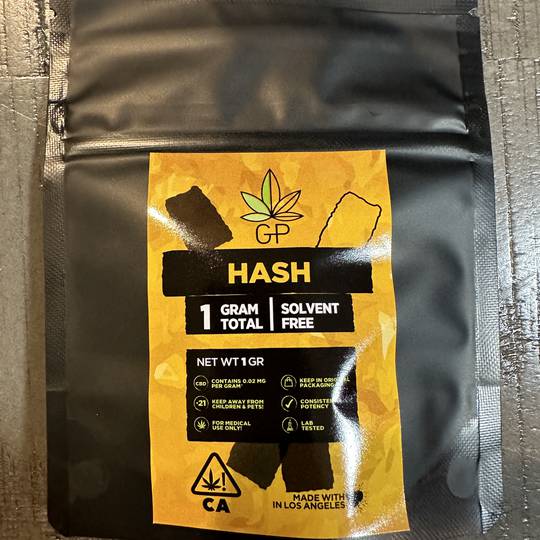 GP
HASH
1 GRAM TOTAL | SOLVENT FREE
NET WT 1 GR
CBD CONTAINS 0.02 MG PER GRAM
KEEP IN ORIGINAL PACKAGING
-21 KEEP AWAY FROM CHILDREN & PETS!
CONSISTENT POTENCY
FOR MEDICAL USE ONLY!
LAB TESTED
!
CA
MADE WITH
IN LOS ANGELES